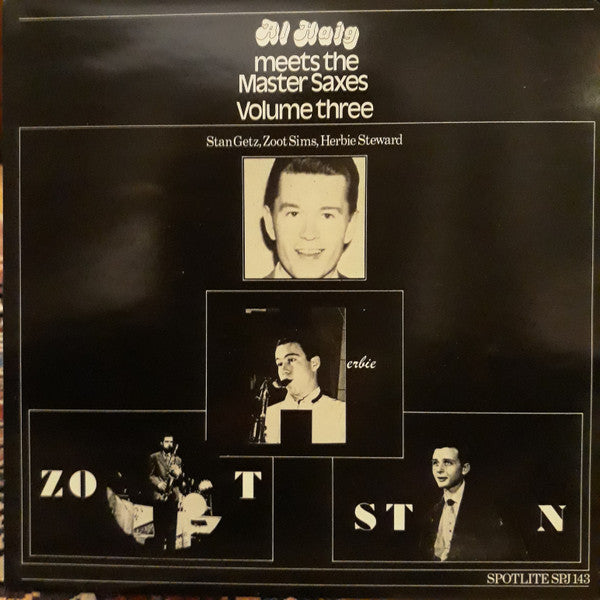 Al Haig
meets the
Master Saxes
Volume three
Stan Getz, Zoot Sims, Herbie Steward
erbie
ZO T
ST N
SPOTLITE SPJ 143